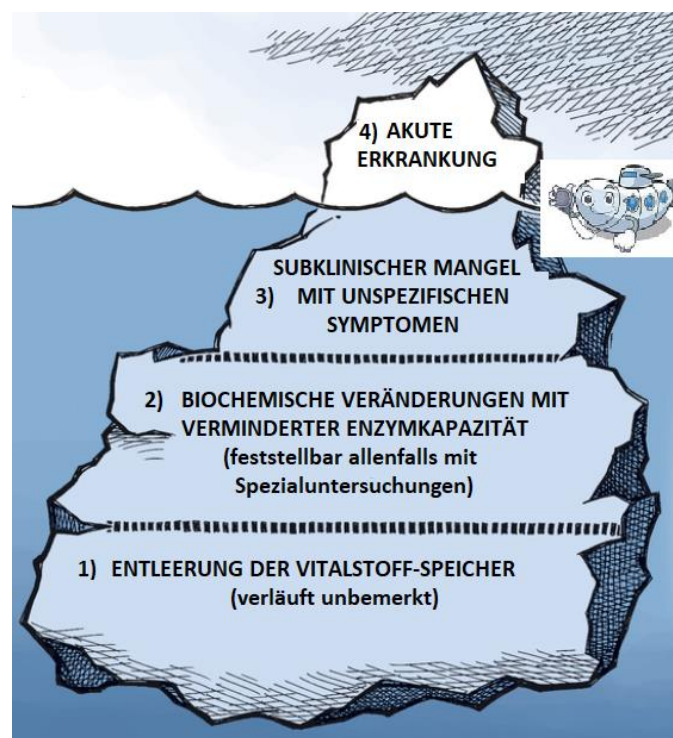 4) AKUTE
ERKRANKUNG
SUBKLINISCHER MANGEL
3) MIT UNSPEZIFISCHEN
SYMPTOMEN
2) BIOCHEMISCHE VERÄNDERUNGEN MIT
VERMINDERTER ENZYMKAPAZITÄT
(feststellbar allenfalls mit
Spezialuntersuchungen)
1) ENTLEERUNG DER VITALSTOFF-SPEICHER
(verläuft unbemerkt)